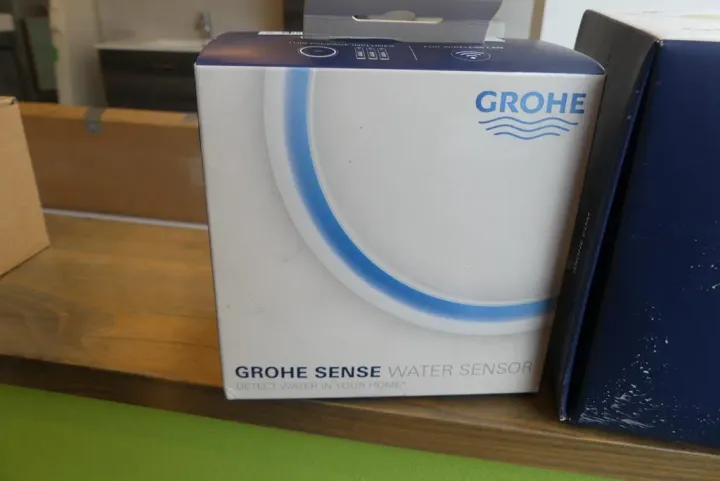 GROHE
GROHE SENSE WATER SENSOR
DETECT WATER IN YOUR HOME*